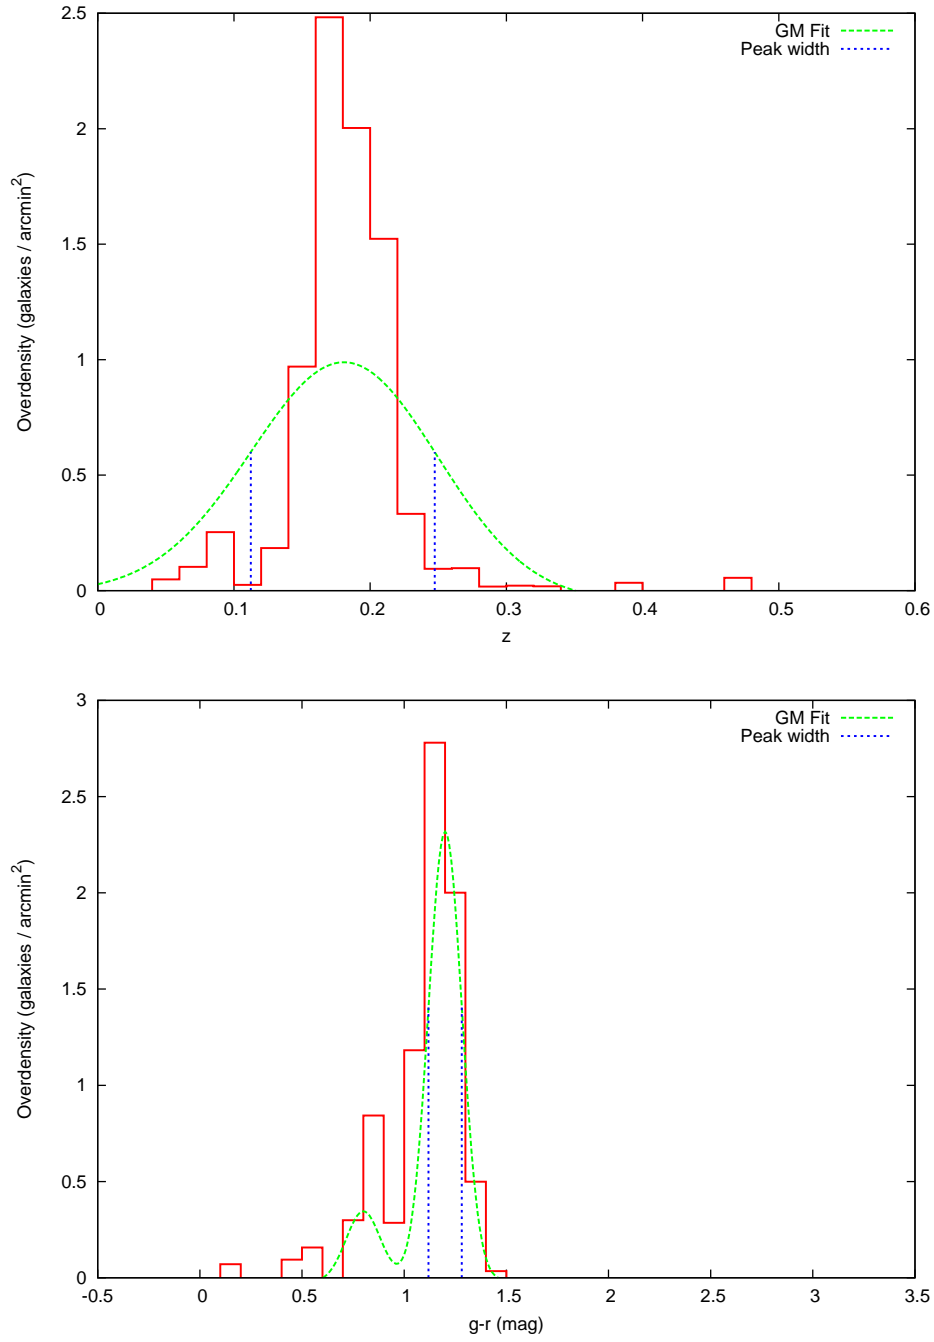 2.5
GM Fit
Peak width
2
1.5
1
0.5
0
Overdensity (galaxies / arcmin²)
0 0.1 0.2 0.3 0.4 0.5 0.6
z
3
GM Fit
Peak width
2.5
2
1.5
1
0.5
0
Overdensity (galaxies / arcmin²)
-0.5 0 0.5 1 1.5 2 2.5 3 3.5
g-r (mag)